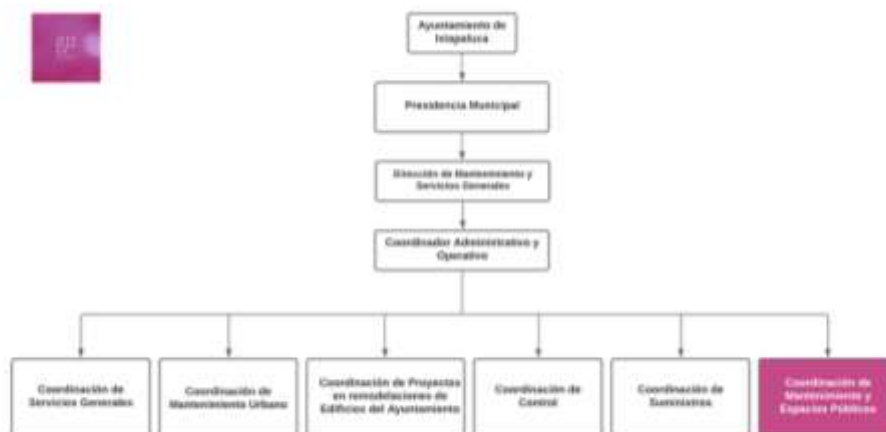 Ayuntamiento de
Ixtapaluca
Presidencia Municipal
Dirección de Mantenimiento y
Servicios Generales
Coordinador Administrativo y
Operativo
Coordinación de
Servicios Generales
Coordinación de
Mantenimiento Urbano
Coordinación de Proyectos
en remodelaciones de
Edificios del Ayuntamiento
Coordinación de
Control
Coordinación de
Suministros
Coordinación de
Mantenimiento y
Espacios Públicos